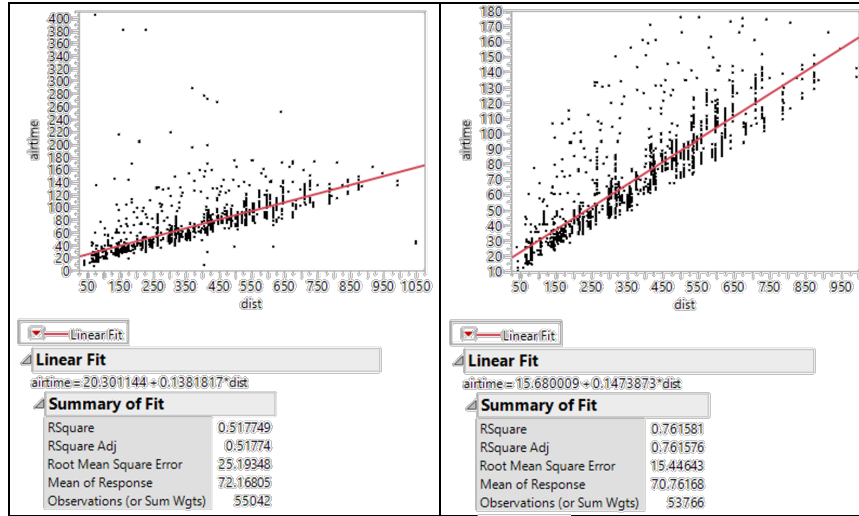 400
380
360
340
320
300
280
260
240
220
200
180
160
140
120
100
80
60
40
20
0
airtime
50 150 250 350 450 550 650 750 850 950
dist
Linear Fit
Linear Fit
airtime = 20.301144 + 0.1381817*dist
Summary of Fit
RSquare 0.517749
RSquare Adj 0.51774
Root Mean Square Error 25.19348
Mean of Response 72.16805
Observations (or Sum Wgts) 55042
180
170
160
150
140
130
120
110
100
90
80
70
60
50
40
30
20
10
airtime
50 150 250 350 450 550 650 750 850 950
dist
Linear Fit
Linear Fit
airtime = 15.680009 + 0.1473873*dist
Summary of Fit
RSquare 0.761581
RSquare Adj 0.761576
Root Mean Square Error 15.44643
Mean of Response 70.76168
Observations (or Sum Wgts) 53766